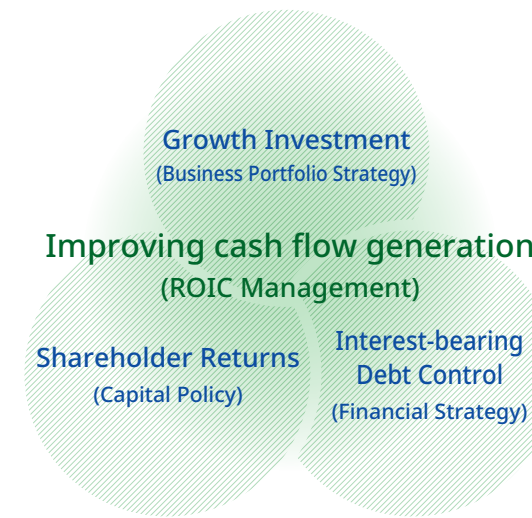 Growth Investment
(Business Portfolio Strategy)
Improving cash flow generation
(ROIC Management)
Shareholder Returns
(Capital Policy)
Interest-bearing
Debt Control
(Financial Strategy)